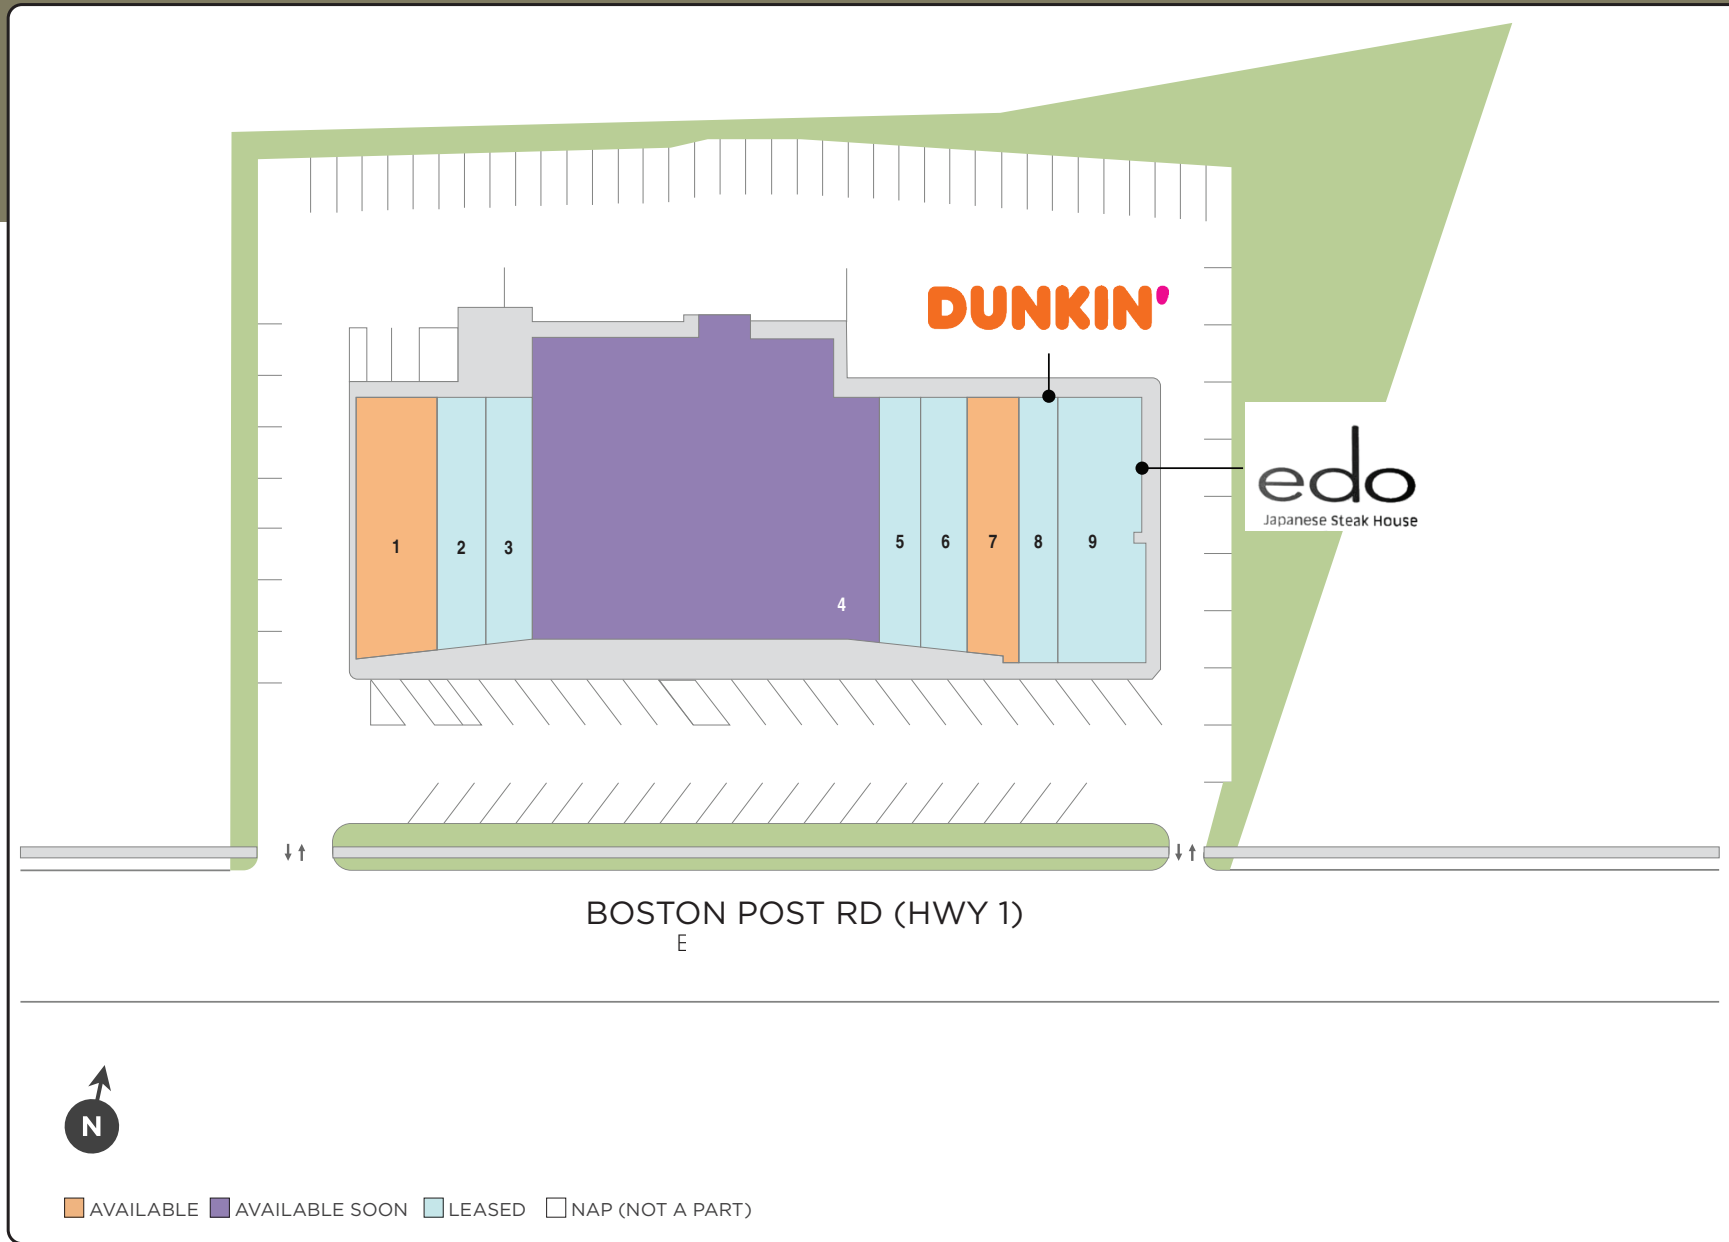 DUNKIN'
edo
Japanese Steak House
1
2
3
4
5
6
7
8
9
BOSTON POST RD (HWY 1)
E
N
AVAILABLE
AVAILABLE SOON
LEASED
NAP (NOT A PART)